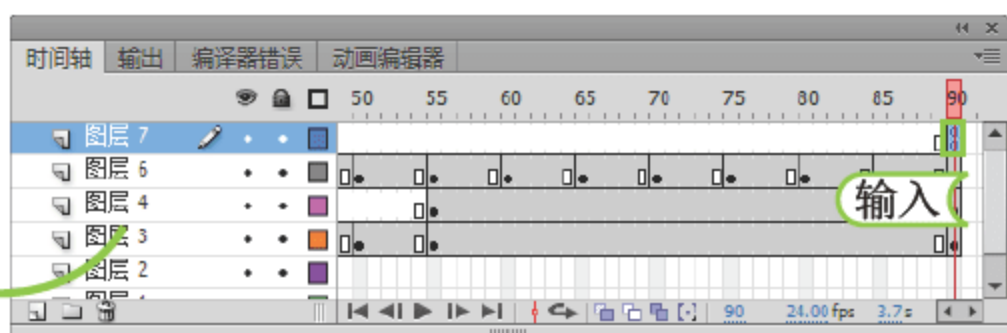 时间轴 输出 编译器错误 动画编辑器
50 55 60 65 70 75 80 85 90
图层 7
图层 6
图层 4
输入
图层 3
图层 2
90 24.00 fps 3.7s